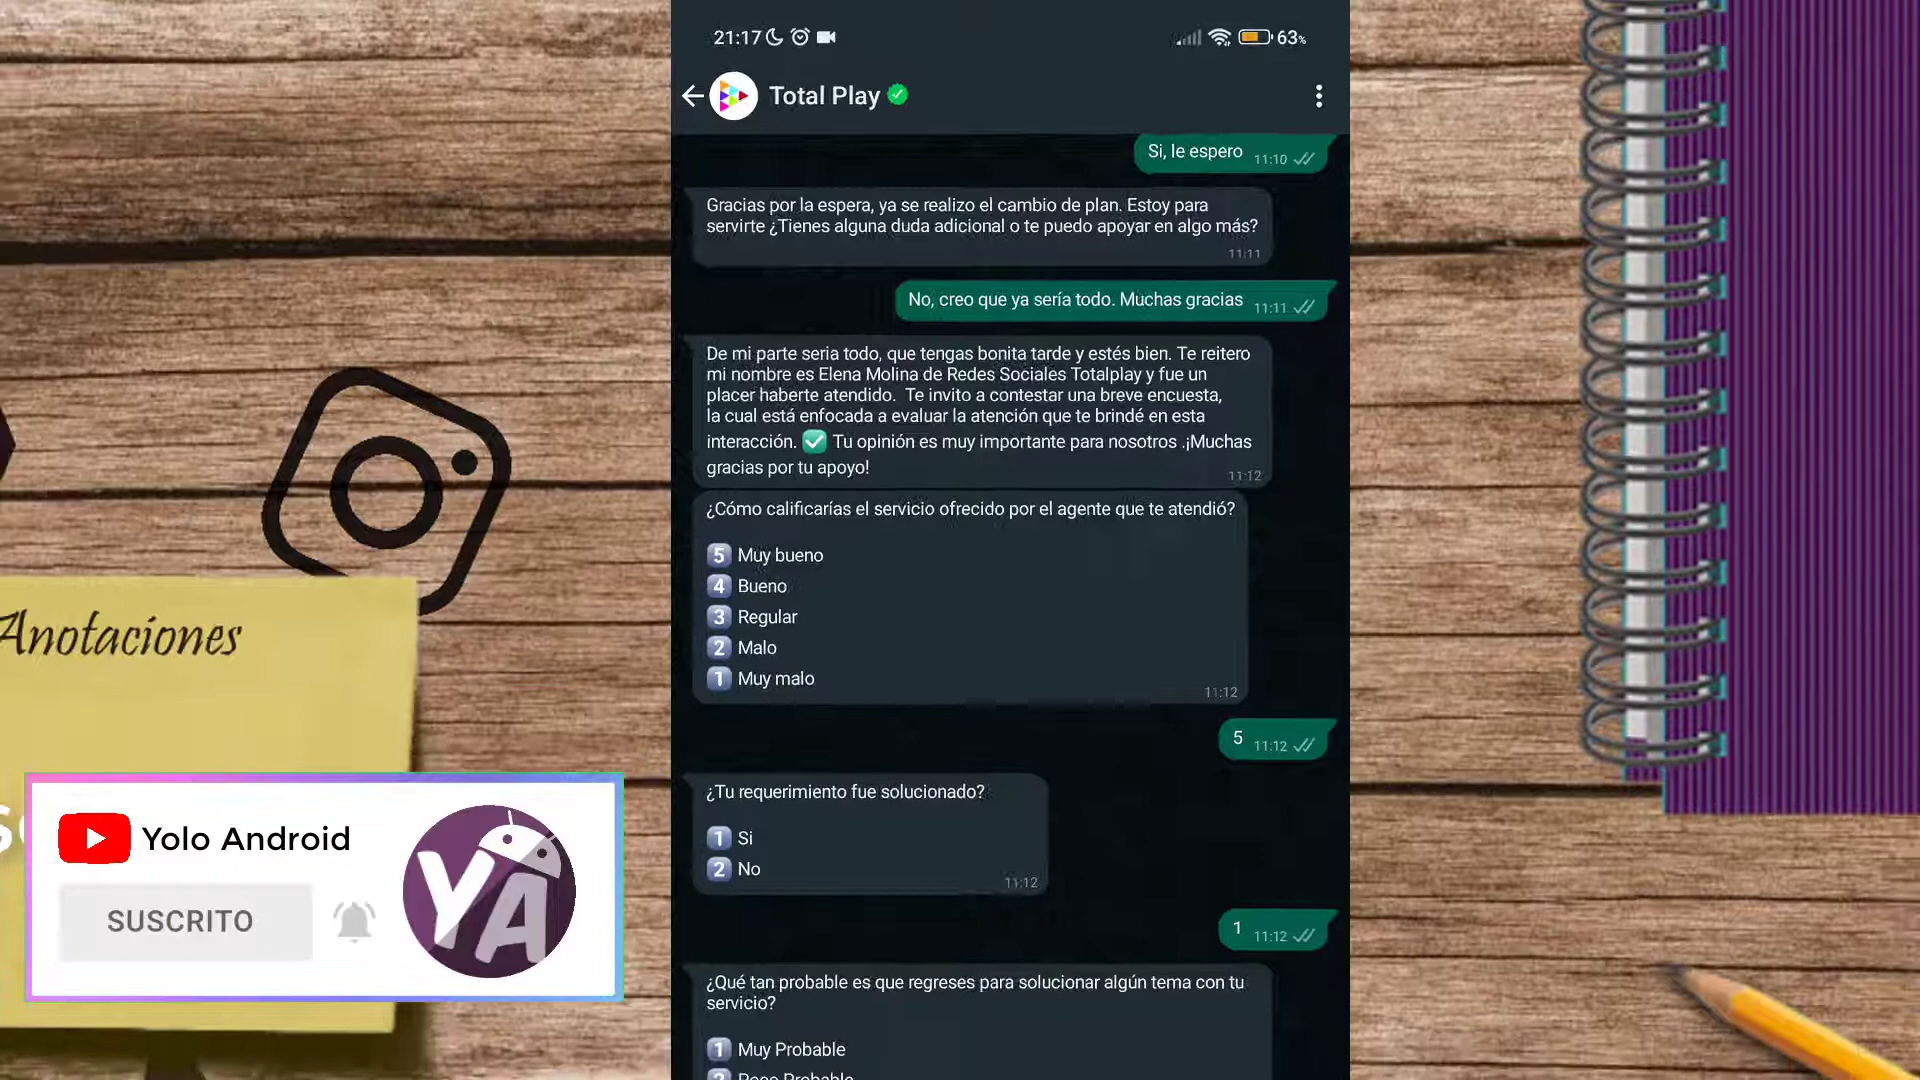 21:17
63%
Total Play
Si, le espero
11:10
Gracias por la espera, ya se realizo el cambio de plan. Estoy para
servirte ¿Tienes alguna duda adicional o te puedo apoyar en algo más?
11:11
No, creo que ya sería todo. Muchas gracias
11:11
De mi parte seria todo, que tengas bonita tarde y estés bien. Te reitero
mi nombre es Elena Molina de Redes Sociales Totalplay y fue un
placer haberte atendido. Te invito a contestar una breve encuesta,
la cual está enfocada a evaluar la atención que te brindé en esta
interacción. ✅ Tu opinión es muy importante para nosotros .¡Muchas
gracias por tu apoyo!
11:12
¿Cómo calificarías el servicio ofrecido por el agente que te atendió?
5 Muy bueno
4 Bueno
3 Regular
2 Malo
1 Muy malo
11:12
5
11:12
¿Tu requerimiento fue solucionado?
1 Si
2 No
11:12
1
11:12
¿Qué tan probable es que regreses para solucionar algún tema con tu
servicio?
1 Muy Probable
2 Poco Probable
Anotaciones
Yolo Android
SUSCRITO
YA